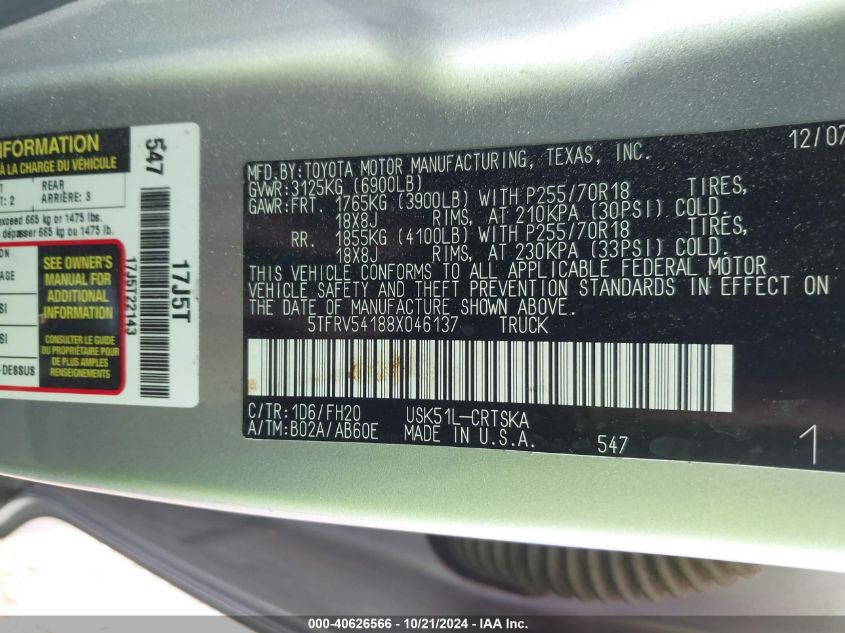 INFORMATION
À LA CHARGE DU VÉHICULE
REAR
: 2 ARRIÈRE: 3
exceed 665 kg or 1475 lbs.
dépasser 665 kg ou 1475 lb.
SEE OWNER'S
MANUAL FOR
ADDITIONAL
INFORMATION
CONSULTER LE GUIDE
DU PROPRIÉTAIRE POUR
DE PLUS AMPLES
RENSEIGNEMENTS
-DESSUS
547
17J5T22143
17J5T
12/07
MFD.BY:TOYOTA MOTOR MANUFACTURING, TEXAS, INC.
GVWR:3125KG (6900LB)
GAWR:FRT. 1765KG (3900LB) WITH P255/70R18 TIRES,
18X8J RIMS, AT 210KPA (30PSI) COLD.
RR. 1855KG (4100LB) WITH P255/70R18 TIRES,
18X8J RIMS, AT 230KPA (33PSI) COLD.
THIS VEHICLE CONFORMS TO ALL APPLICABLE FEDERAL MOTOR
VEHICLE SAFETY AND THEFT PREVENTION STANDARDS IN EFFECT ON
THE DATE OF MANUFACTURE SHOWN ABOVE.
5TFRV54188X046137 TRUCK
C/TR:1D6/FH20 USK51L-CRTSKA
A/TM:B02A/AB60E MADE IN U.S.A. 547
1
000-40626566 - 10/21/2024 - IAA Inc.